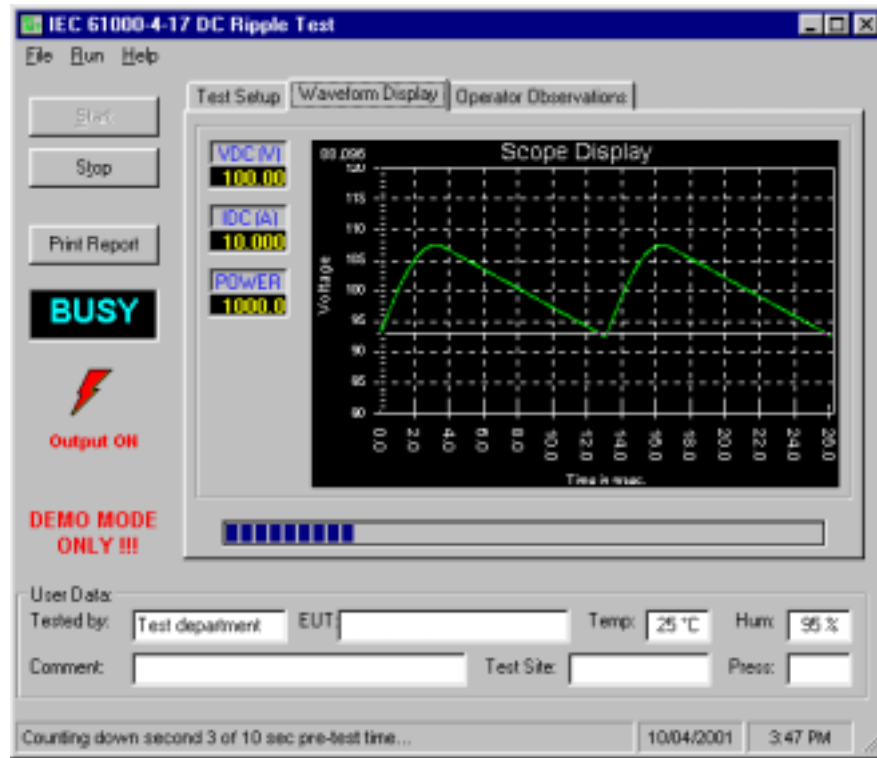 IEC 61000-4-17 DC Ripple Test
File Run Help
Start
Stop
Print Report
BUSY
Output ON
DEMO MODE
ONLY !!!
Test Setup Waveform Display Operator Observations
VDC (V)
100.00
IDC (A)
10.000
POWER
1000.0
Scope Display
120
115
110
105
100
95
90
85
80
Voltage
0.0 2.0 4.0 6.0 8.0 10.0 12.0 14.0 16.0 18.0 20.0 22.0 24.0 26.0
Time in msec.
User Data:
Tested by: Test department EUT: Temp: 25 °C Hum: 95 %
Comment: Test Site: Press:
Counting down second 3 of 10 sec pre-test time... 10/04/2001 3:47 PM